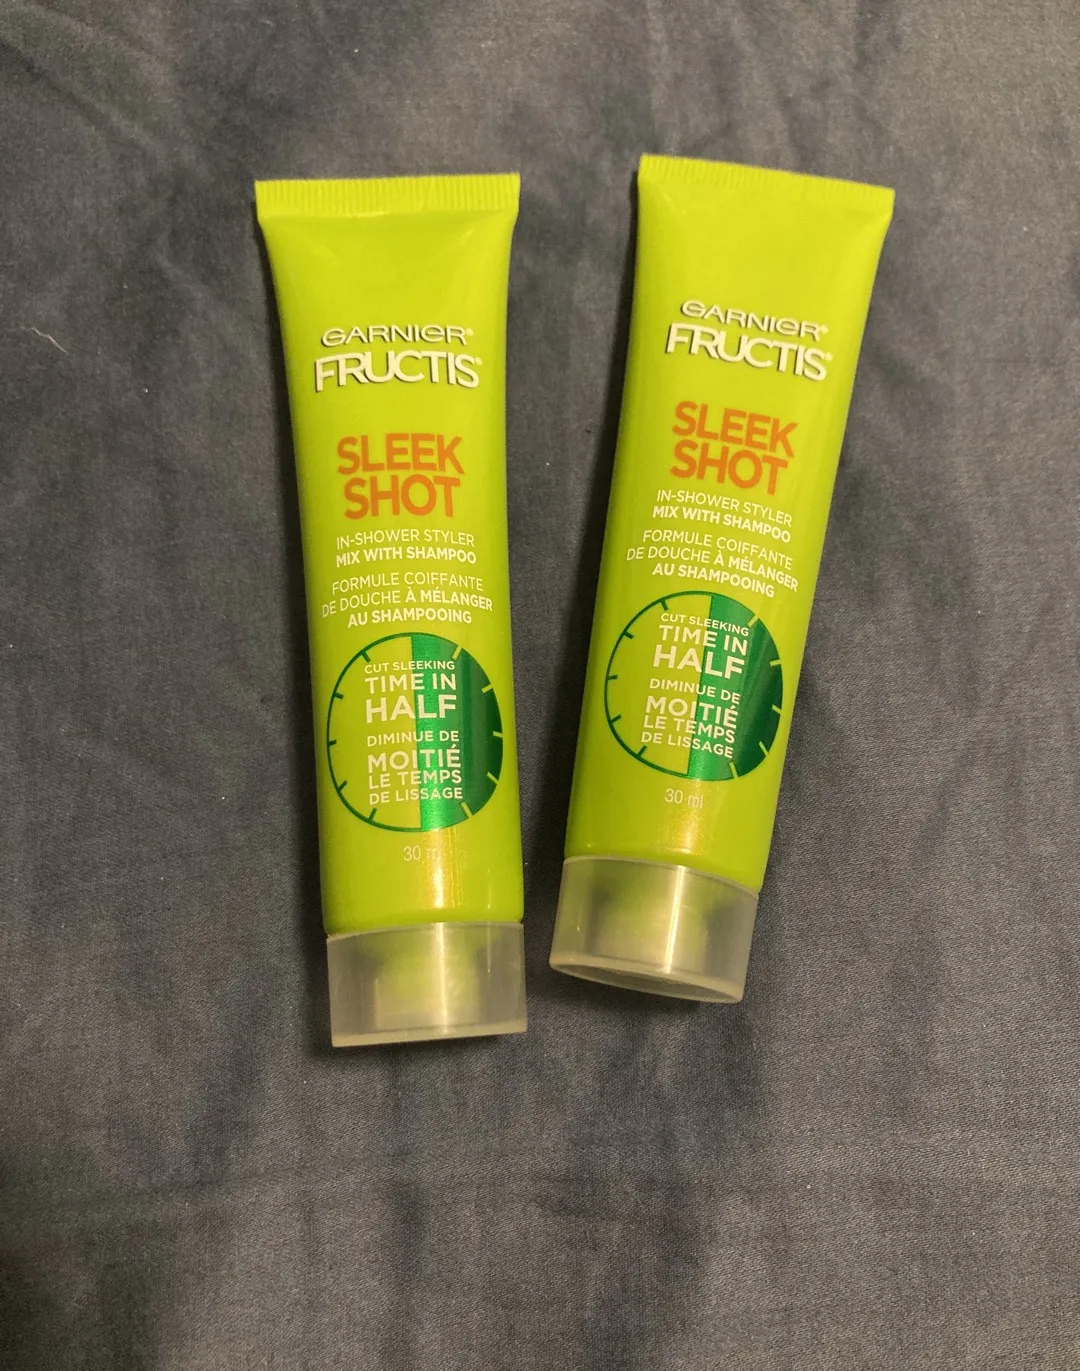 GARNIER®
FRUCTIS®
SLEEK
SHOT
IN-SHOWER STYLER
MIX WITH SHAMPOO
FORMULE COIFFANTE
DE DOUCHE À MÉLANGER
AU SHAMPOOING
CUT SLEEKING
TIME IN
HALF
DIMINUE DE
MOITIÉ
LE TEMPS
DE LISSAGE
30
GARNIER®
FRUCTIS®
SLEEK
SHOT
IN-SHOWER STYLER
MIX WITH SHAMPOO
FORMULE COIFFANTE
DE DOUCHE À MÉLANGER
AU SHAMPOOING
CUT SLEEKING
TIME IN
HALF
DIMINUE DE
MOITIÉ
LE TEMPS
DE LISSAGE
30 ml